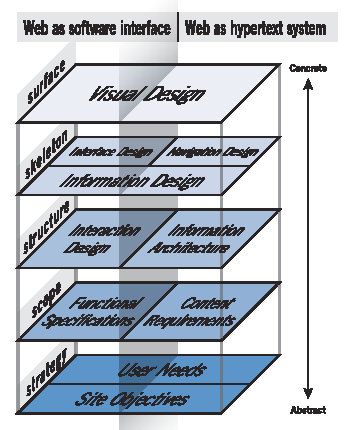 Web as software interface
Web as hypertext system
Concrete
surface
Visual Design
skeleton
Interface Design
Navigation Design
Information Design
structure
Interaction
Design
Information
Architecture
scope
Functional
Specifications
Content
Requirements
strategy
User Needs
Site Objectives
Abstract